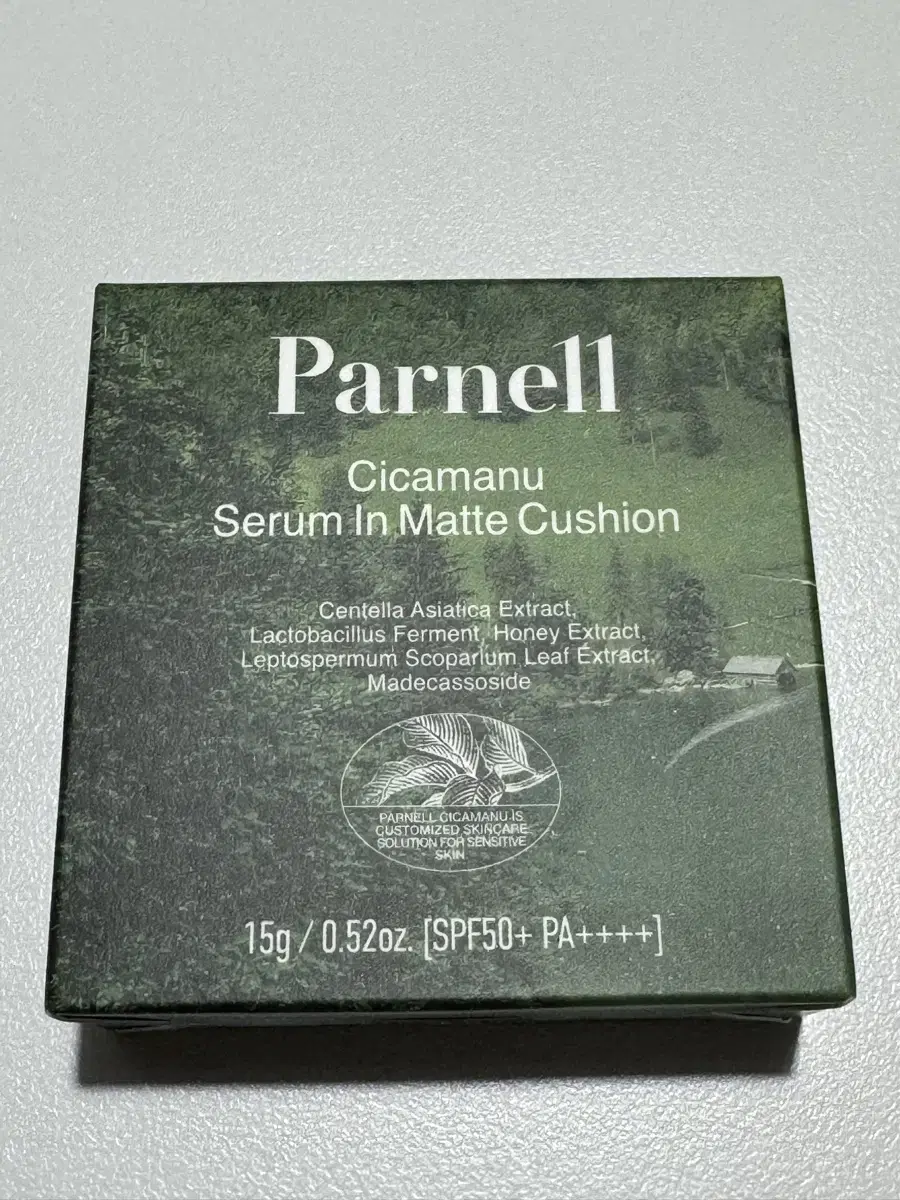 Parnell
Cicamanu
Serum In Matte Cushion
Centella Asiatica Extract,
Lactobacillus Ferment, Honey Extract,
Leptospermum Scoparium Leaf Extract,
Madecassoside
PARNELL CICAMANU IS
CUSTOMIZED SKINCARE
SOLUTION FOR SENSITIVE
SKIN
15g / 0.52oz. [SPF50+ PA++++]